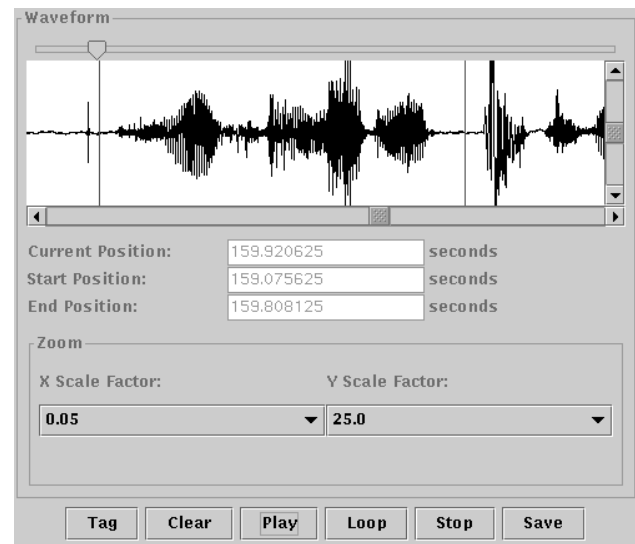 Waveform
Current Position: 159.920625 seconds
Start Position: 159.075625 seconds
End Position: 159.808125 seconds
Zoom
X Scale Factor: Y Scale Factor:
0.05 25.0
Tag Clear Play Loop Stop Save